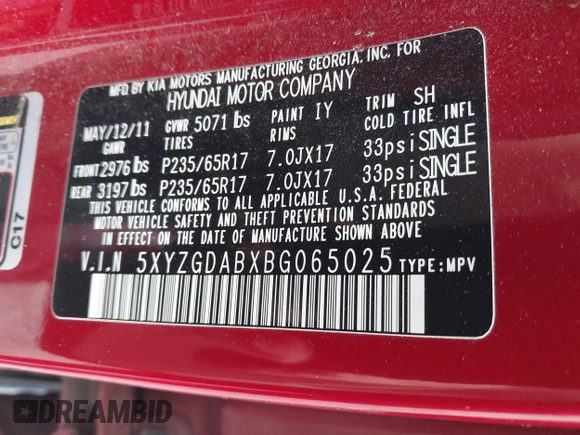 MFD. BY KIA MOTORS MANUFACTURING GEORGIA. INC. FOR
HYUNDAI MOTOR COMPANY
MAY/12/11 GVWR 5071 lbs PAINT IY TRIM SH
GAWR TIRES RIMS COLD TIRE INFL
FRONT 2976 lbs P235/65R17 7.0JX17 33psi SINGLE
REAR 3197 lbs P235/65R17 7.0JX17 33psi SINGLE
THIS VEHICLE CONFORMS TO ALL APPLICABLE U.S.A. FEDERAL
MOTOR VEHICLE SAFETY AND THEFT PREVENTION STANDARDS
IN EFFECT ON THE DATE OF MANUFACTURE SHOWN ABOVE.
V.I.N 5XYZGDABXBG065025 TYPE:MPV
C17
DREAMBID